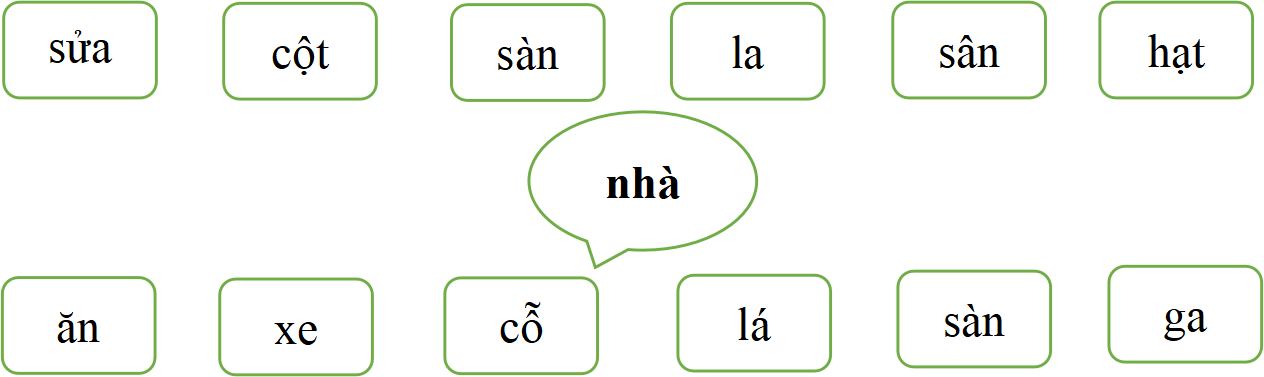 sửa cột sàn la sân hạt
nhà
ăn xe cỗ lá sàn ga